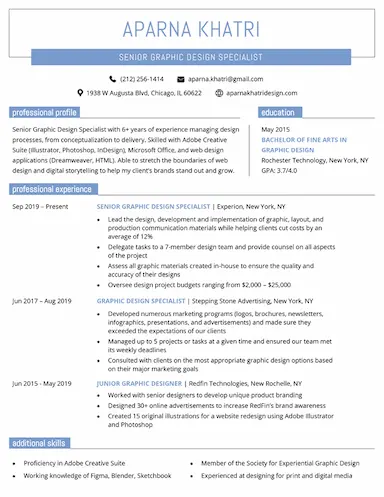 APARNA KHATRI
SENIOR GRAPHIC DESIGN SPECIALIST
(212) 256-1414 aparna.khatri@gmail.com
1938 W Augusta Blvd, Chicago, IL 60622 aparnakhatridesign.com
professional profile
Senior Graphic Design Specialist with 6+ years of experience managing design
processes, from conceptualization to delivery. Skilled with Adobe Creative
Suite (Illustrator, Photoshop, InDesign), Microsoft Office, and web design
applications (Dreamweaver, HTML). Able to stretch the boundaries of web
design and digital storytelling to help my client's brands stand out and grow.
education
May 2015
BACHELOR OF FINE ARTS IN
GRAPHIC DESIGN
Rochester Technology, New York, NY
GPA: 3.7/4.0
professional experience
Sep 2019 – Present
SENIOR GRAPHIC DESIGN SPECIALIST | Experion, New York, NY
• Lead the design, development and implementation of graphic, layout, and
production communication materials while helping clients cut costs by an
average of 12%
• Delegate tasks to a 7-member design team and provide counsel on all aspects
of the project
• Assess all graphic materials created in-house to ensure the quality and
accuracy of their designs
• Oversee design project budgets ranging from $2,000 – $25,000
Jun 2017 – Aug 2019
GRAPHIC DESIGN SPECIALIST | Stepping Stone Advertising, New York, NY
• Developed numerous marketing programs (logos, brochures, newsletters,
infographics, presentations, and advertisements) and made sure they
exceeded the expectations of our clients
• Managed up to 5 projects or tasks at a given time and ensured our team met
its weekly deadlines
• Consulted with clients on the most appropriate graphic design options based
on their major marketing goals
Jun 2015 - May 2019
JUNIOR GRAPHIC DESIGNER | Redfin Technologies, New Rochelle, NY
• Worked with senior designers to develop unique product branding
• Designed 30+ online advertisements to increase RedFin's brand awareness
• Created 15 original illustrations for a website redesign using Adobe Illustrator
and Photoshop
additional skills
• Proficiency in Adobe Creative Suite
• Working knowledge of Figma, Blender, Sketchbook
• Member of the Society for Experiential Graphic Design
• Experienced at designing for print and digital media